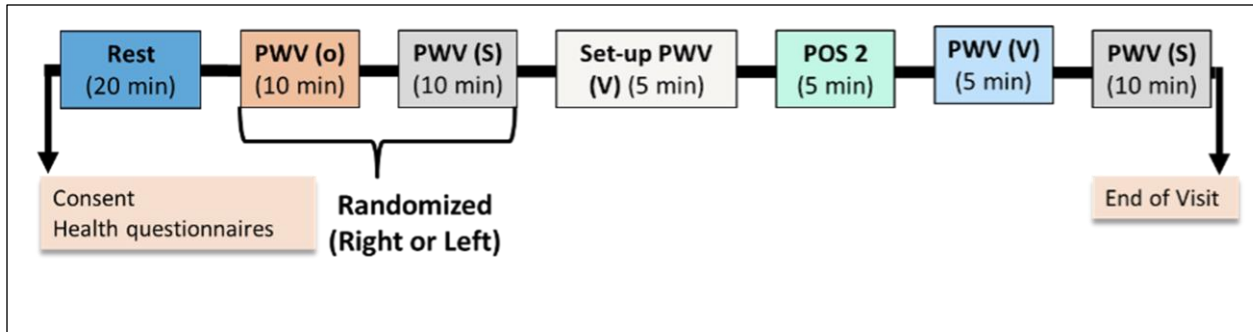 Rest
(20 min)
PWV (o)
(10 min)
PWV (S)
(10 min)
Set-up PWV
(V) (5 min)
POS 2
(5 min)
PWV (V)
(5 min)
PWV (S)
(10 min)
Consent
Health questionnaires
Randomized
(Right or Left)
End of Visit